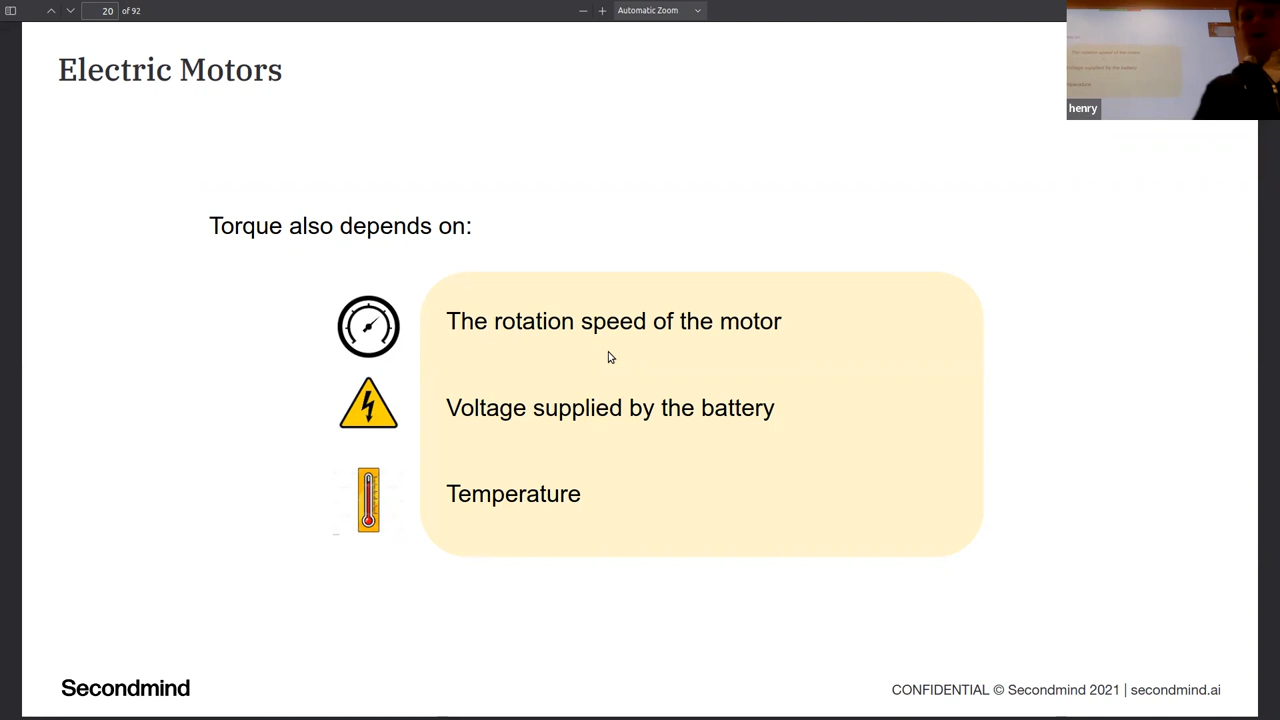 20 of 92
Automatic Zoom
Electric Motors
henry
Torque also depends on:
The rotation speed of the motor
Voltage supplied by the battery
Temperature
Secondmind
CONFIDENTIAL © Secondmind 2021 | secondmind.ai